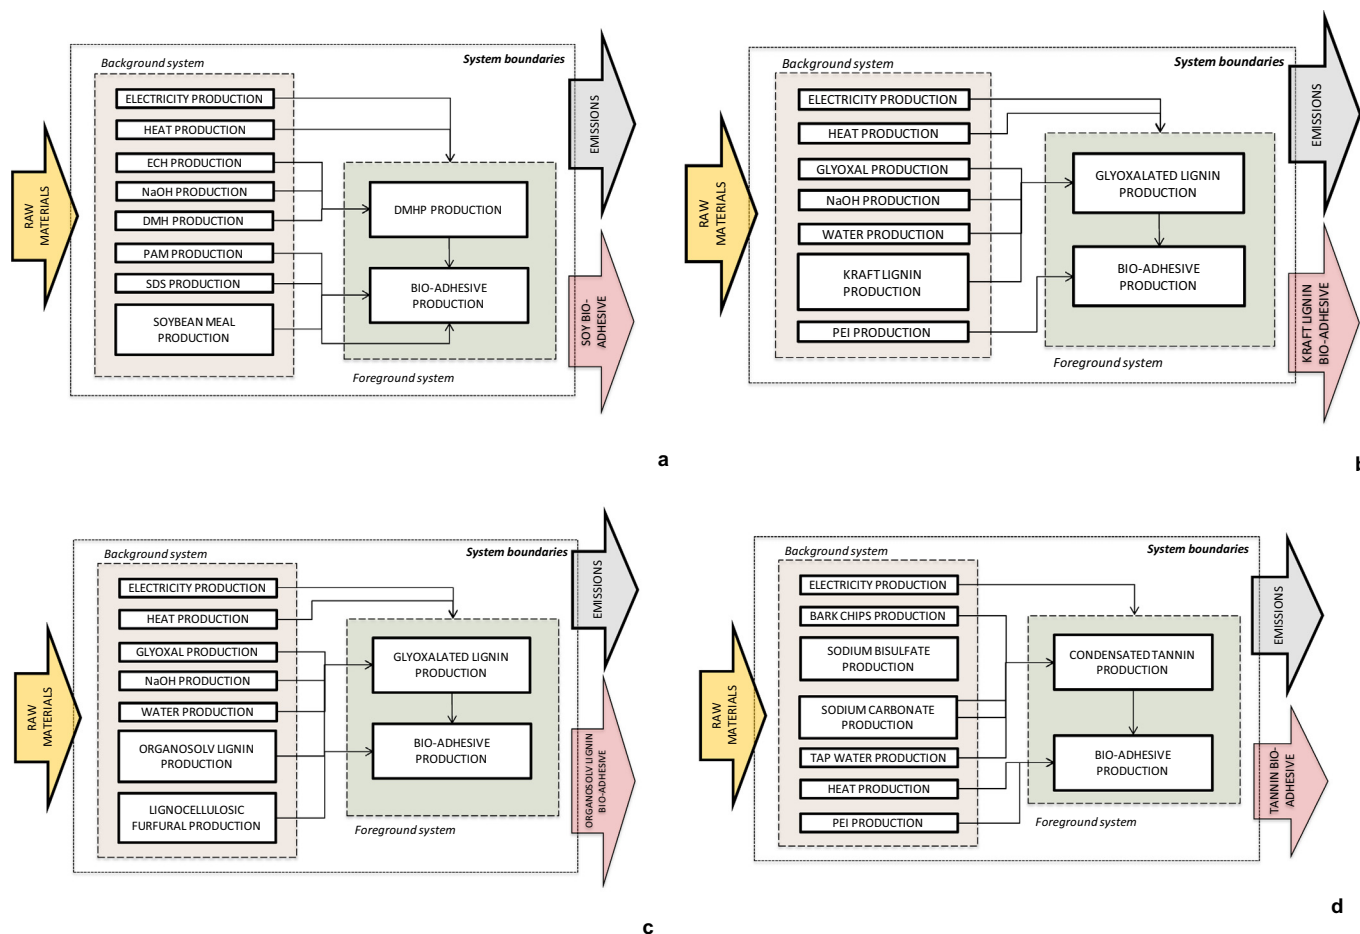 System boundaries
Background system
ELECTRICITY PRODUCTION
HEAT PRODUCTION
ECH PRODUCTION
NaOH PRODUCTION
DMH PRODUCTION
PAM PRODUCTION
SDS PRODUCTION
SOYBEAN MEAL
PRODUCTION
RAW
MATERIALS
DMHP PRODUCTION
BIO-ADHESIVE
PRODUCTION
Foreground system
EMISSIONS
SOY BIO-
ADHESIVE
a
System boundaries
Background system
ELECTRICITY PRODUCTION
HEAT PRODUCTION
GLYOXAL PRODUCTION
NaOH PRODUCTION
WATER PRODUCTION
KRAFT LIGNIN
PRODUCTION
PEI PRODUCTION
RAW
MATERIALS
GLYOXALATED LIGNIN
PRODUCTION
BIO-ADHESIVE
PRODUCTION
Foreground system
EMISSIONS
KRAFT LIGNIN
BIO-ADHESIVE
b
System boundaries
Background system
ELECTRICITY PRODUCTION
HEAT PRODUCTION
GLYOXAL PRODUCTION
NaOH PRODUCTION
WATER PRODUCTION
ORGANOSOLV LIGNIN
PRODUCTION
LIGNOCELLULOSIC
FURFURAL PRODUCTION
RAW
MATERIALS
GLYOXALATED LIGNIN
PRODUCTION
BIO-ADHESIVE
PRODUCTION
Foreground system
EMISSIONS
ORGANOSOLV LIGNIN
BIO-ADHESIVE
c
System boundaries
Background system
ELECTRICITY PRODUCTION
BARK CHIPS PRODUCTION
SODIUM BISULFATE
PRODUCTION
SODIUM CARBONATE
PRODUCTION
TAP WATER PRODUCTION
HEAT PRODUCTION
PEI PRODUCTION
RAW
MATERIALS
CONDENSATED TANNIN
PRODUCTION
BIO-ADHESIVE
PRODUCTION
Foreground system
EMISSIONS
TANNIN BIO-
ADHESIVE
d